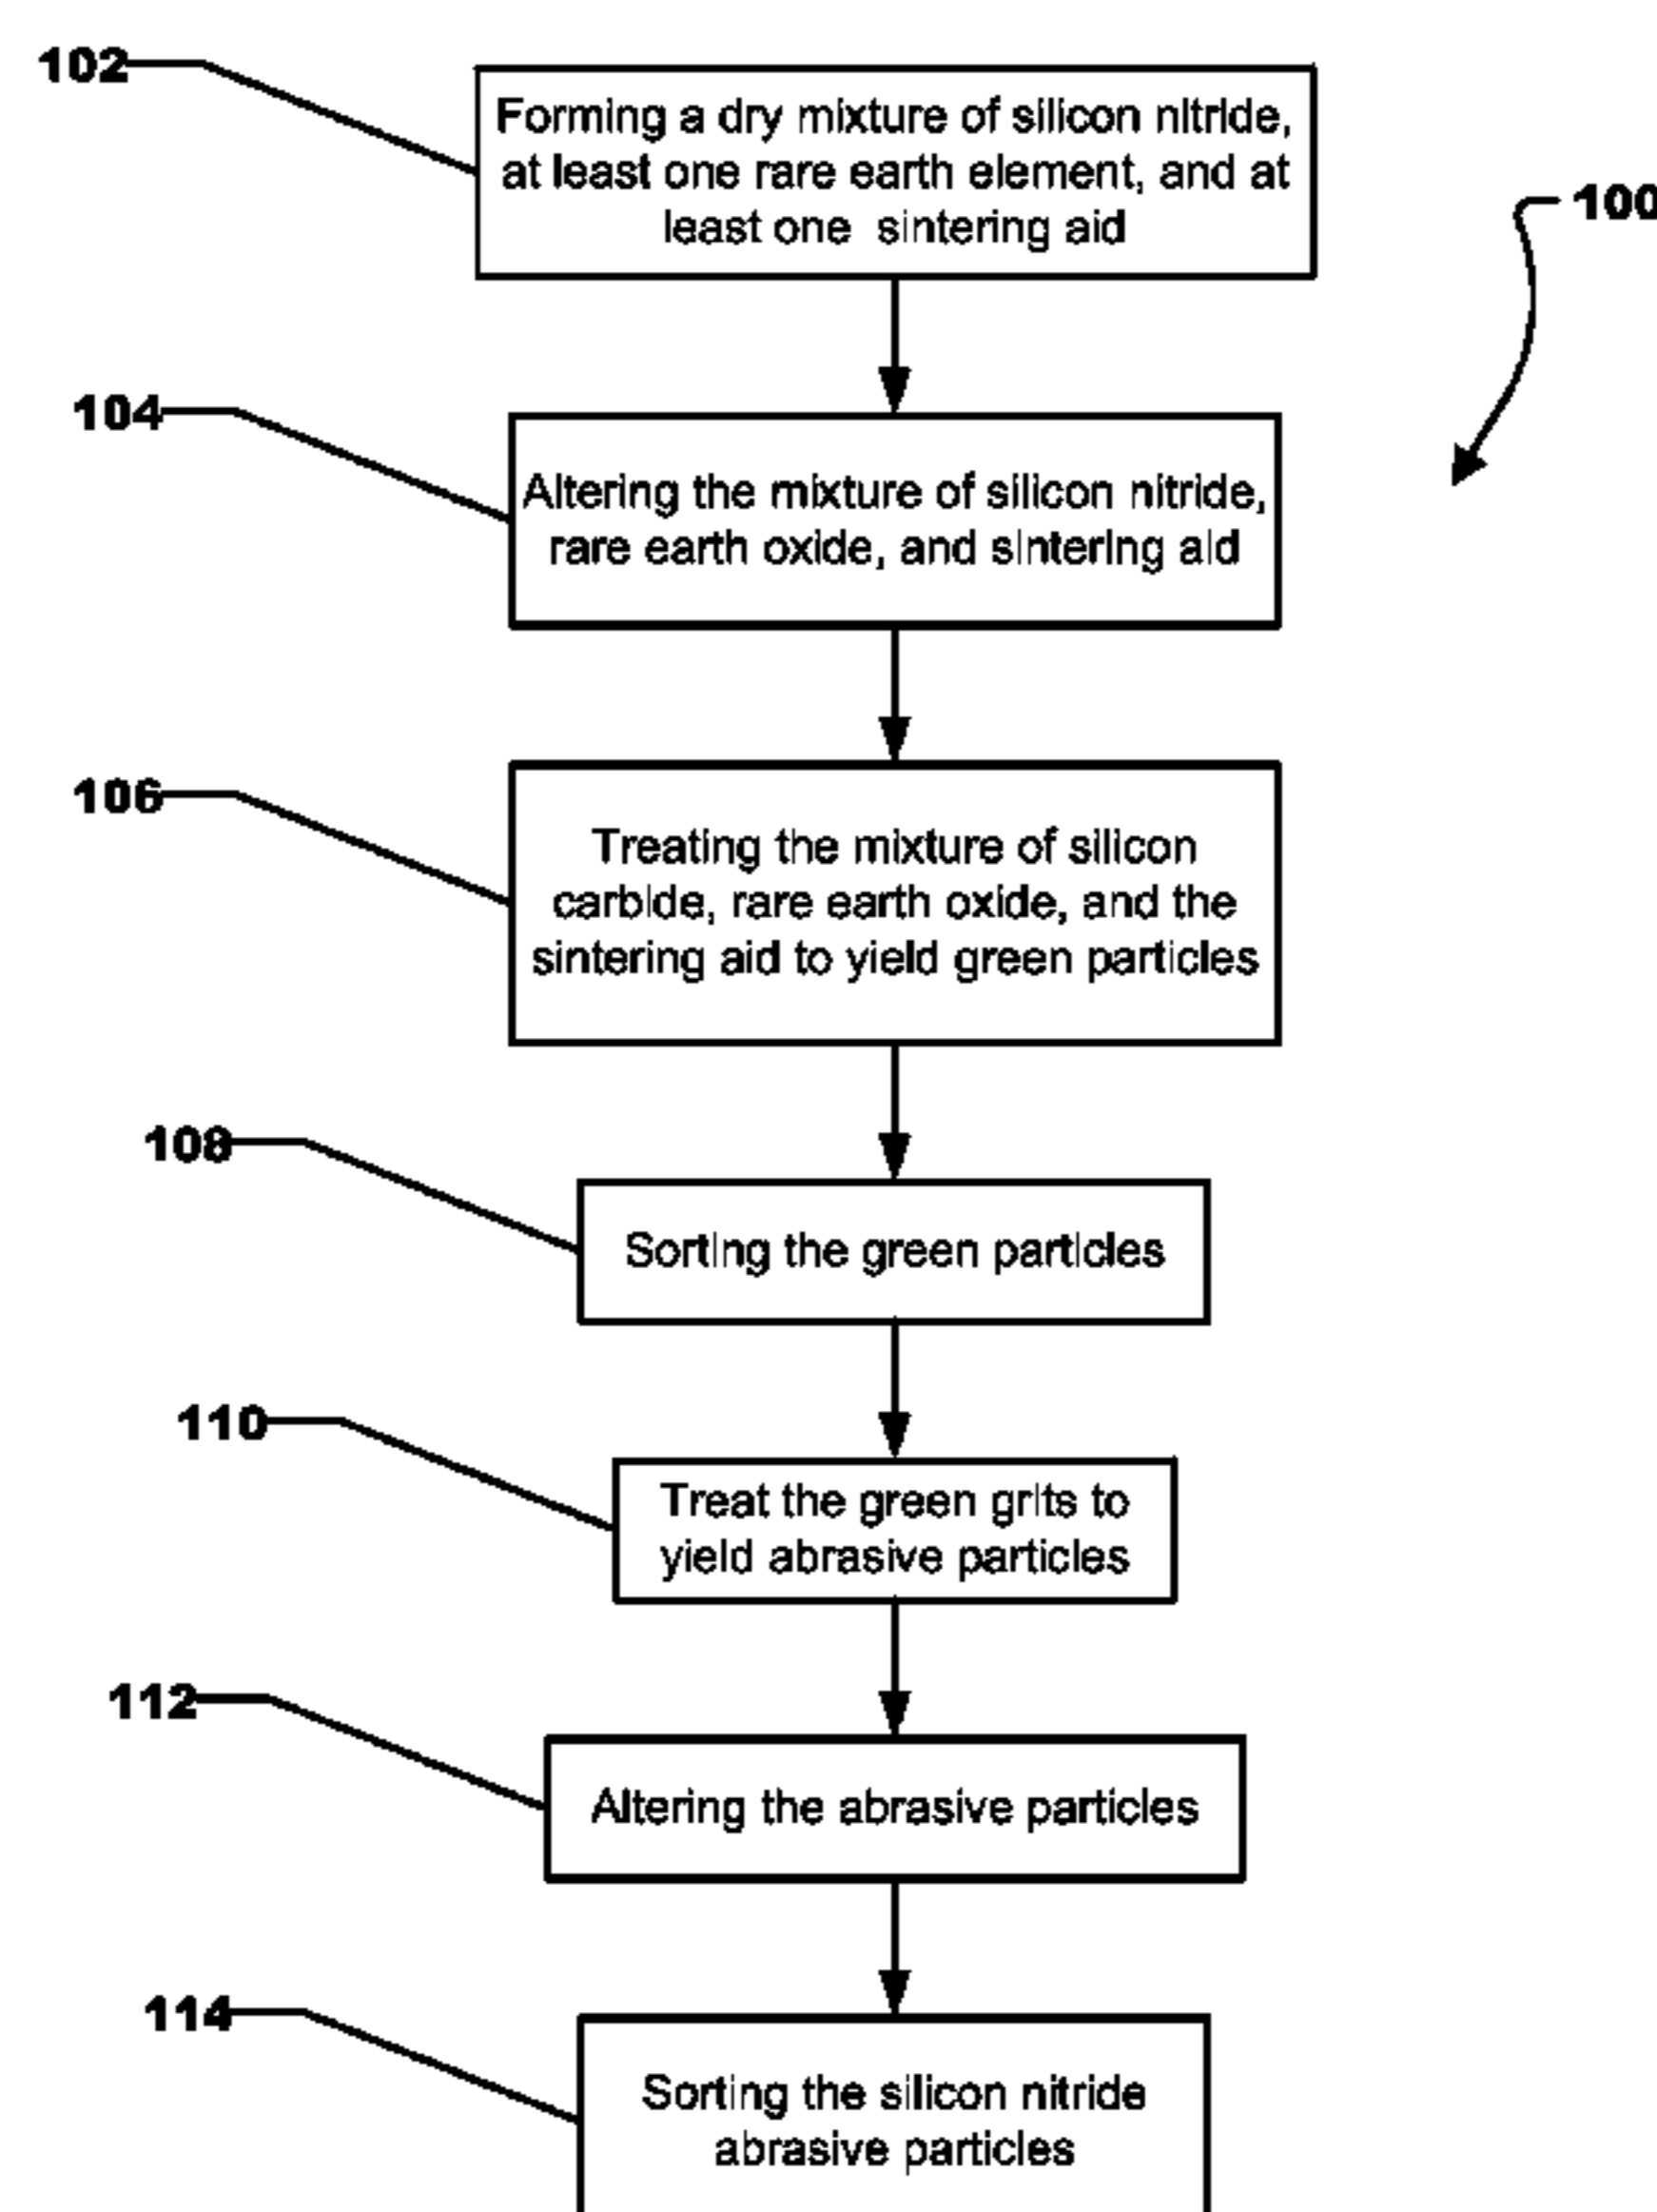 102
Forming a dry mixture of silicon nitride,
at least one rare earth element, and at
least one sintering aid
100
104
Altering the mixture of silicon nitride,
rare earth oxide, and sintering aid
106
Treating the mixture of silicon
carbide, rare earth oxide, and the
sintering aid to yield green particles
108
Sorting the green particles
110
Treat the green grits to
yield abrasive particles
112
Altering the abrasive particles
114
Sorting the silicon nitride
abrasive particles